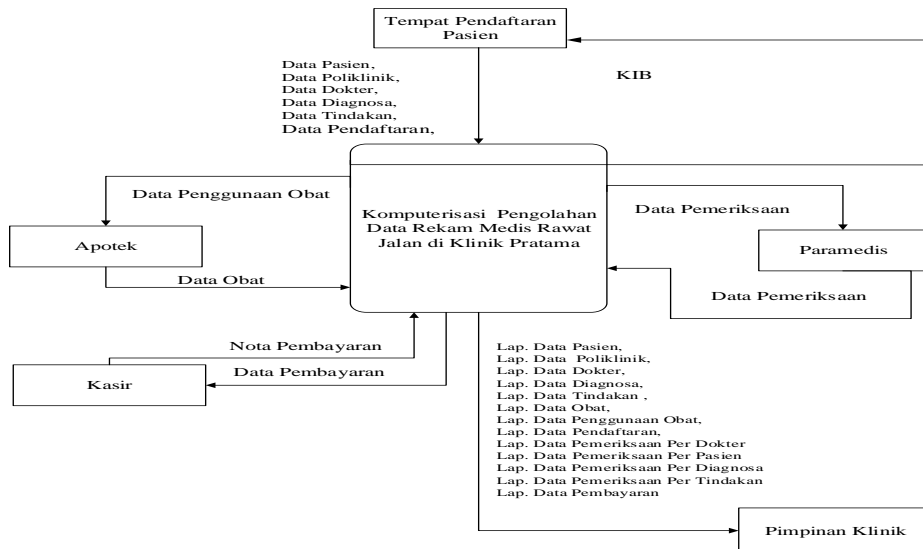 Tempat Pendaftaran
Pasien
Data Pasien,
Data Poliklinik,
Data Dokter,
Data Diagnosa,
Data Tindakan,
Data Pendaftaran,
KIB
Data Penggunaan Obat
Komputerisasi Pengolahan
Data Rekam Medis Rawat
Jalan di Klinik Pratama
Data Pemeriksaan
Apotek
Paramedis
Data Obat
Data Pemeriksaan
Nota Pembayaran
Data Pembayaran
Kasir
Lap. Data Pasien,
Lap. Data Poliklinik,
Lap. Data Dokter,
Lap. Data Diagnosa,
Lap. Data Tindakan ,
Lap. Data Obat,
Lap. Data Penggunaan Obat,
Lap. Data Pendaftaran,
Lap. Data Pemeriksaan Per Dokter
Lap. Data Pemeriksaan Per Pasien
Lap. Data Pemeriksaan Per Diagnosa
Lap. Data Pemeriksaan Per Tindakan
Lap. Data Pembayaran
Pimpinan Klinik